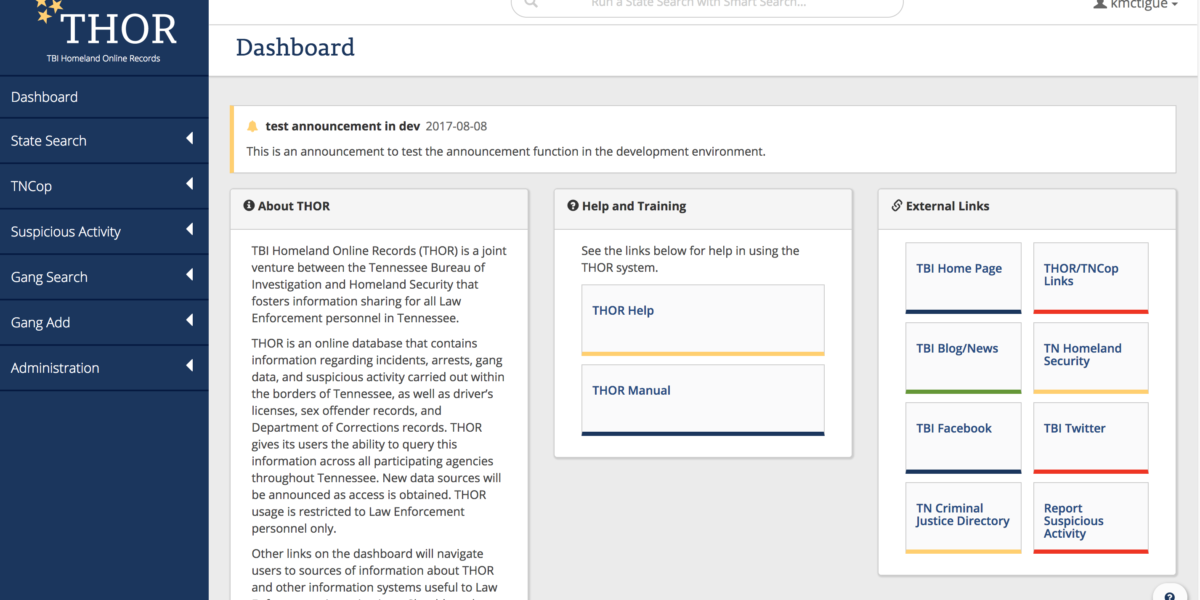 THOR
TBI Homeland Online Records
Run a State Search with Smart Search...
kmctigue
Dashboard
State Search
TNCop
Suspicious Activity
Gang Search
Gang Add
Administration
Dashboard
test announcement in dev 2017-08-08
This is an announcement to test the announcement function in the development environment.
About THOR
TBI Homeland Online Records (THOR) is a joint
venture between the Tennessee Bureau of
Investigation and Homeland Security that
fosters information sharing for all Law
Enforcement personnel in Tennessee.
THOR is an online database that contains
information regarding incidents, arrests, gang
data, and suspicious activity carried out within
the borders of Tennessee, as well as driver's
licenses, sex offender records, and
Department of Corrections records. THOR
gives its users the ability to query this
information across all participating agencies
throughout Tennessee. New data sources will
be announced as access is obtained. THOR
usage is restricted to Law Enforcement
personnel only.
Other links on the dashboard will navigate
users to sources of information about THOR
and other information systems useful to Law
Help and Training
See the links below for help in using the
THOR system.
THOR Help
THOR Manual
External Links
TBI Home Page
THOR/TNCop
Links
TBI Blog/News
TN Homeland
Security
TBI Facebook
TBI Twitter
TN Criminal
Justice Directory
Report
Suspicious
Activity